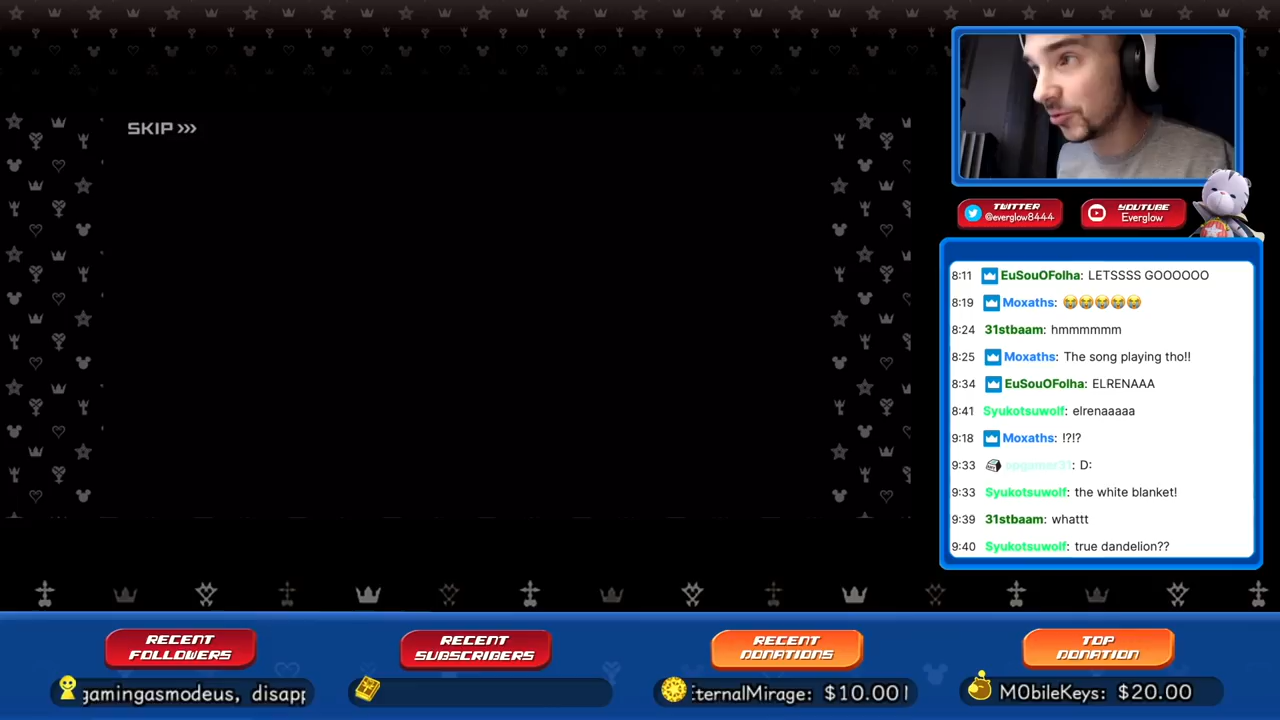 SKIP >>>
TWITTER
@everglow8444
YOUTUBE
Everglow
8:11 EuSouOFolha: LETSSSS GOOOOOO
8:19 Moxaths: 😭😭😭😭😭
8:24 31stbaam: hmmmmmm
8:25 Moxaths: The song playing tho!!
8:34 EuSouOFolha: ELRENAAA
8:41 Syukotsuwolf: elrenaaaaa
9:18 Moxaths: !?!?
9:33 : D:
9:33 Syukotsuwolf: the white blanket!
9:39 31stbaam: whattt
9:40 Syukotsuwolf: true dandelion??
RECENT
FOLLOWERS
gamingasmodeus, disapp
RECENT
SUBSCRIBERS
RECENT
DONATIONS
EternalMirage: $10.00
TOP
DONATION
M0bileKeys: $20.00